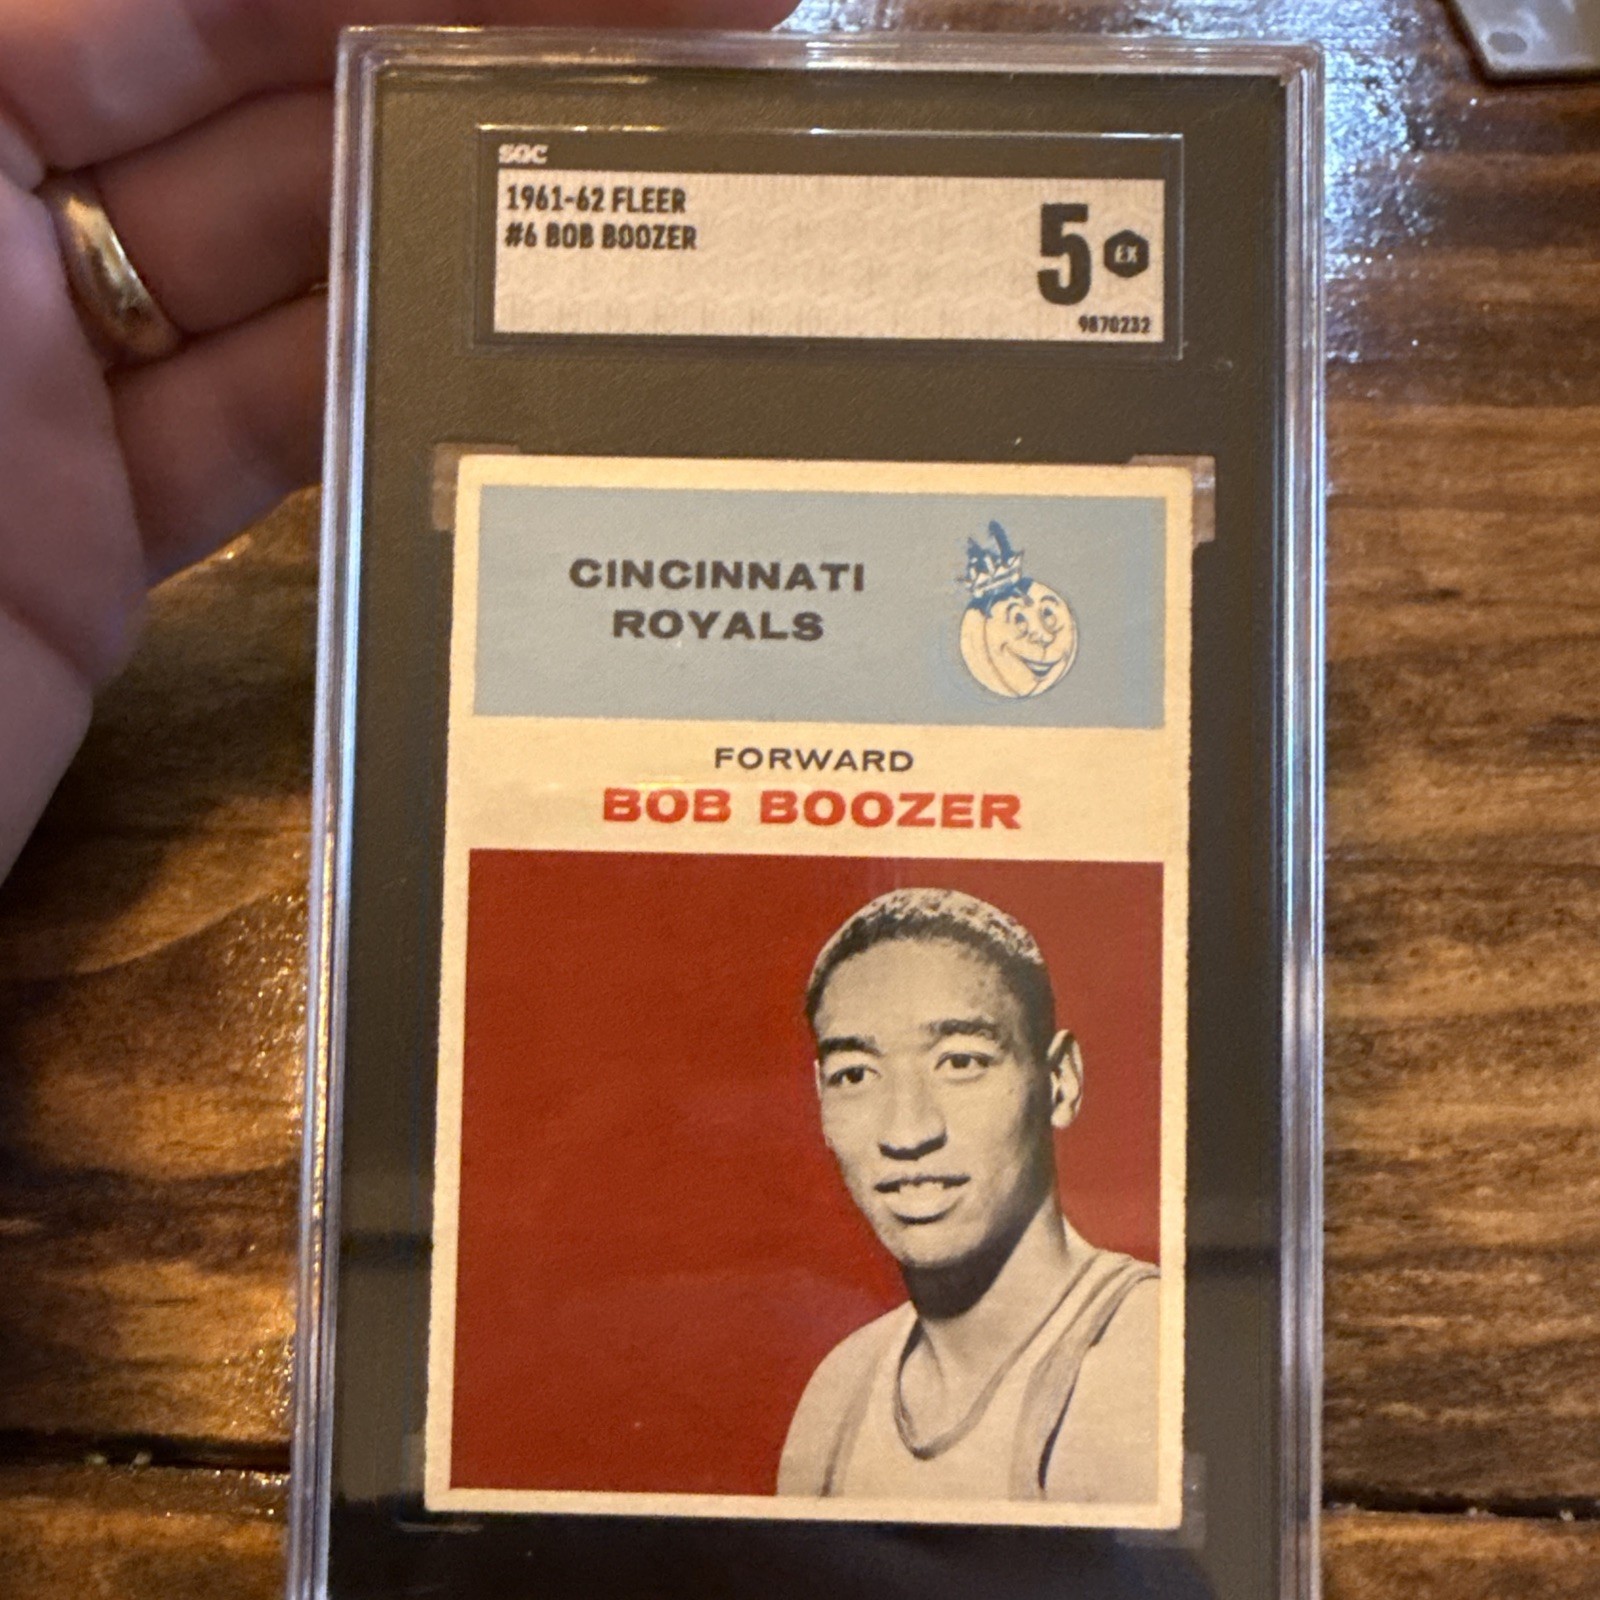 SGC
1961-62 FLEER
#6 BOB BOOZER
5 EX
9870232
CINCINNATI
ROYALS
FORWARD
BOB BOOZER